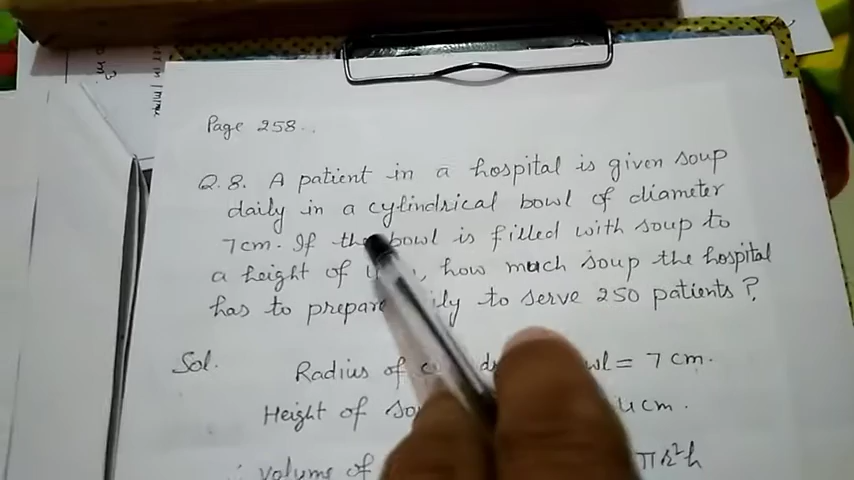 Page 258.
Q.8. A patient in a hospital is given soup
daily in a cylindrical bowl of diameter
7cm. If the bowl is filled with soup to
a height of how much soup the hospital
has to prepare to serve 250 patients?
Sol. Radius of = 7 cm.
Height of 4cm.
volume of πr²h